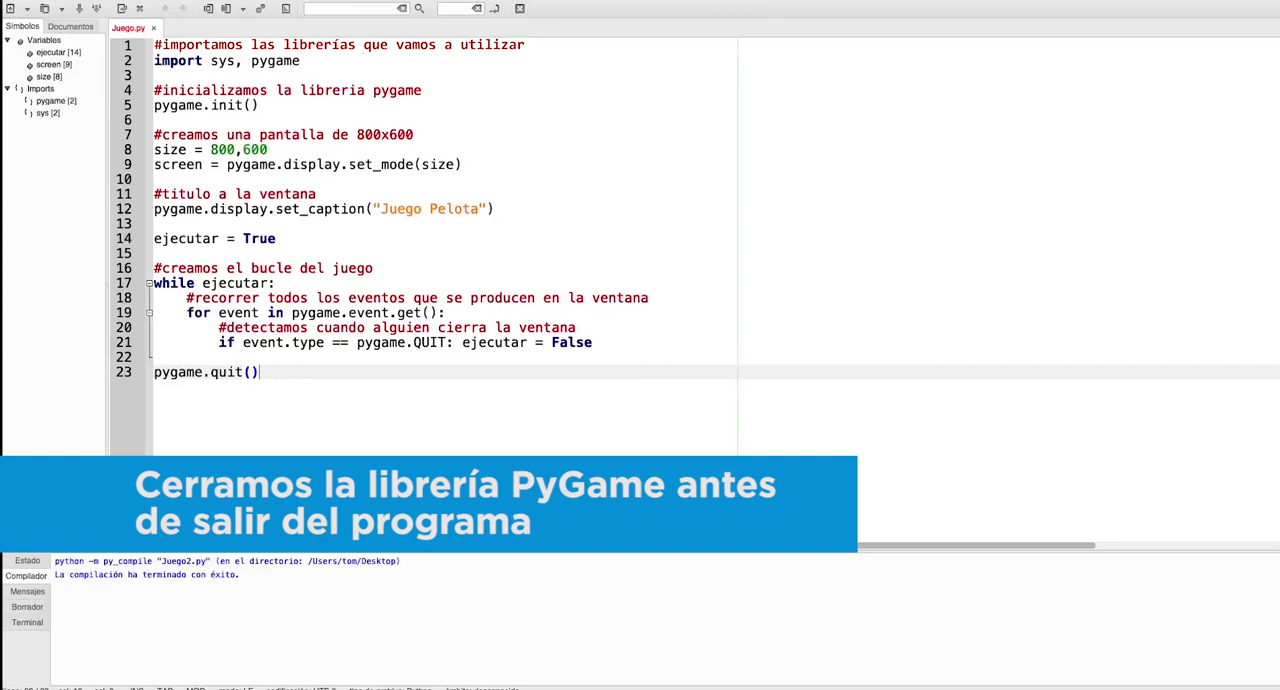 Símbolos Documentos
Juego.py ×
Variables
ejecutar [14]
screen [9]
size [8]
Imports
pygame [2]
sys [2]
1 #importamos las librerías que vamos a utilizar
2 import sys, pygame
3
4 #inicializamos la libreria pygame
5 pygame.init()
6
7 #creamos una pantalla de 800x600
8 size = 800,600
9 screen = pygame.display.set_mode(size)
10
11 #titulo a la ventana
12 pygame.display.set_caption("Juego Pelota")
13
14 ejecutar = True
15
16 #creamos el bucle del juego
17 while ejecutar:
18 #recorrer todos los eventos que se producen en la ventana
19 for event in pygame.event.get():
20 #detectamos cuando alguien cierra la ventana
21 if event.type == pygame.QUIT: ejecutar = False
22
23 pygame.quit()
Cerramos la librería PyGame antes
de salir del programa
Estado
Compilador
Mensajes
Borrador
Terminal
python -m py_compile "Juego2.py" (en el directorio: /Users/tom/Desktop)
La compilación ha terminado con éxito.